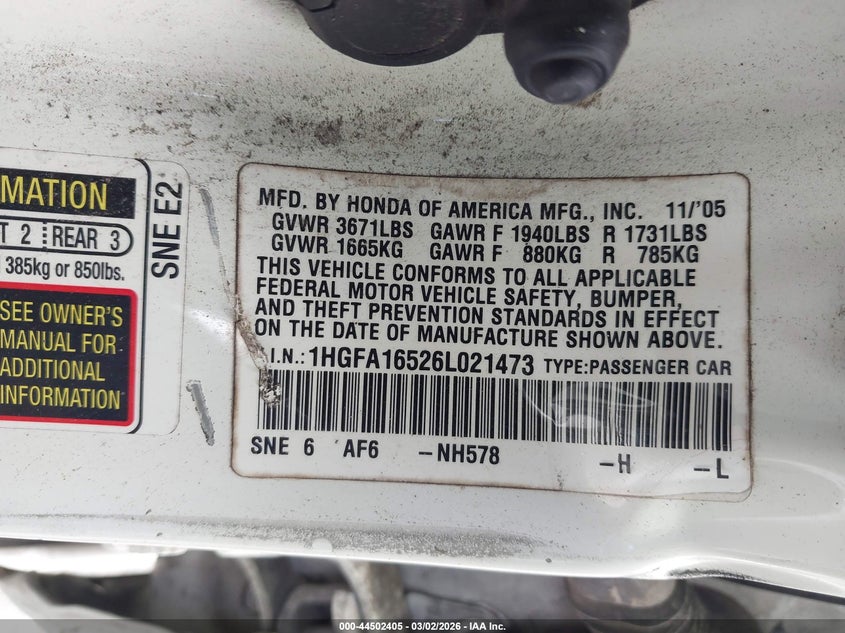 MATION
T 2 REAR 3
385kg or 850lbs.
SEE OWNER'S
MANUAL FOR
ADDITIONAL
INFORMATION
SNE E2
MFD. BY HONDA OF AMERICA MFG., INC. 11/'05
GVWR 3671LBS GAWR F 1940LBS R 1731LBS
GVWR 1665KG GAWR F 880KG R 785KG
THIS VEHICLE CONFORMS TO ALL APPLICABLE
FEDERAL MOTOR VEHICLE SAFETY, BUMPER,
AND THEFT PREVENTION STANDARDS IN EFFECT
ON THE DATE OF MANUFACTURE SHOWN ABOVE.
I.N.: 1HGFA16526L021473 TYPE:PASSENGER CAR
SNE 6 AF6 -NH578 -H -L
000-44502405 - 03/02/2026 - IAA Inc.